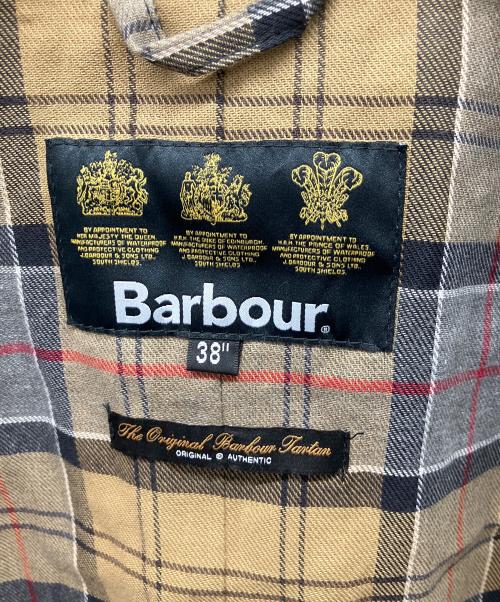 BY APPOINTMENT TO
HER MAJESTY THE QUEEN
MANUFACTURERS OF WATERPROOF
AND PROTECTIVE CLOTHING
J.BARBOUR & SONS LTD.
SOUTH SHIELDS.
BY APPOINTMENT TO
H.R.H. THE DUKE OF EDINBURGH,
MANUFACTURERS OF WATERPROOF
AND PROTECTIVE CLOTHING
J.BARBOUR & SONS LTD.
SOUTH SHIELDS.
BY APPOINTMENT TO
H.R.H. THE PRINCE OF WALES.
MANUFACTURERS OF WATERPROOF
AND PROTECTIVE CLOTHING
J. BARBOUR & SONS LTD.
SOUTH SHIELDS.
Barbour®
38"
The Original Barbour Tartan
ORIGINAL © AUTHENTIC